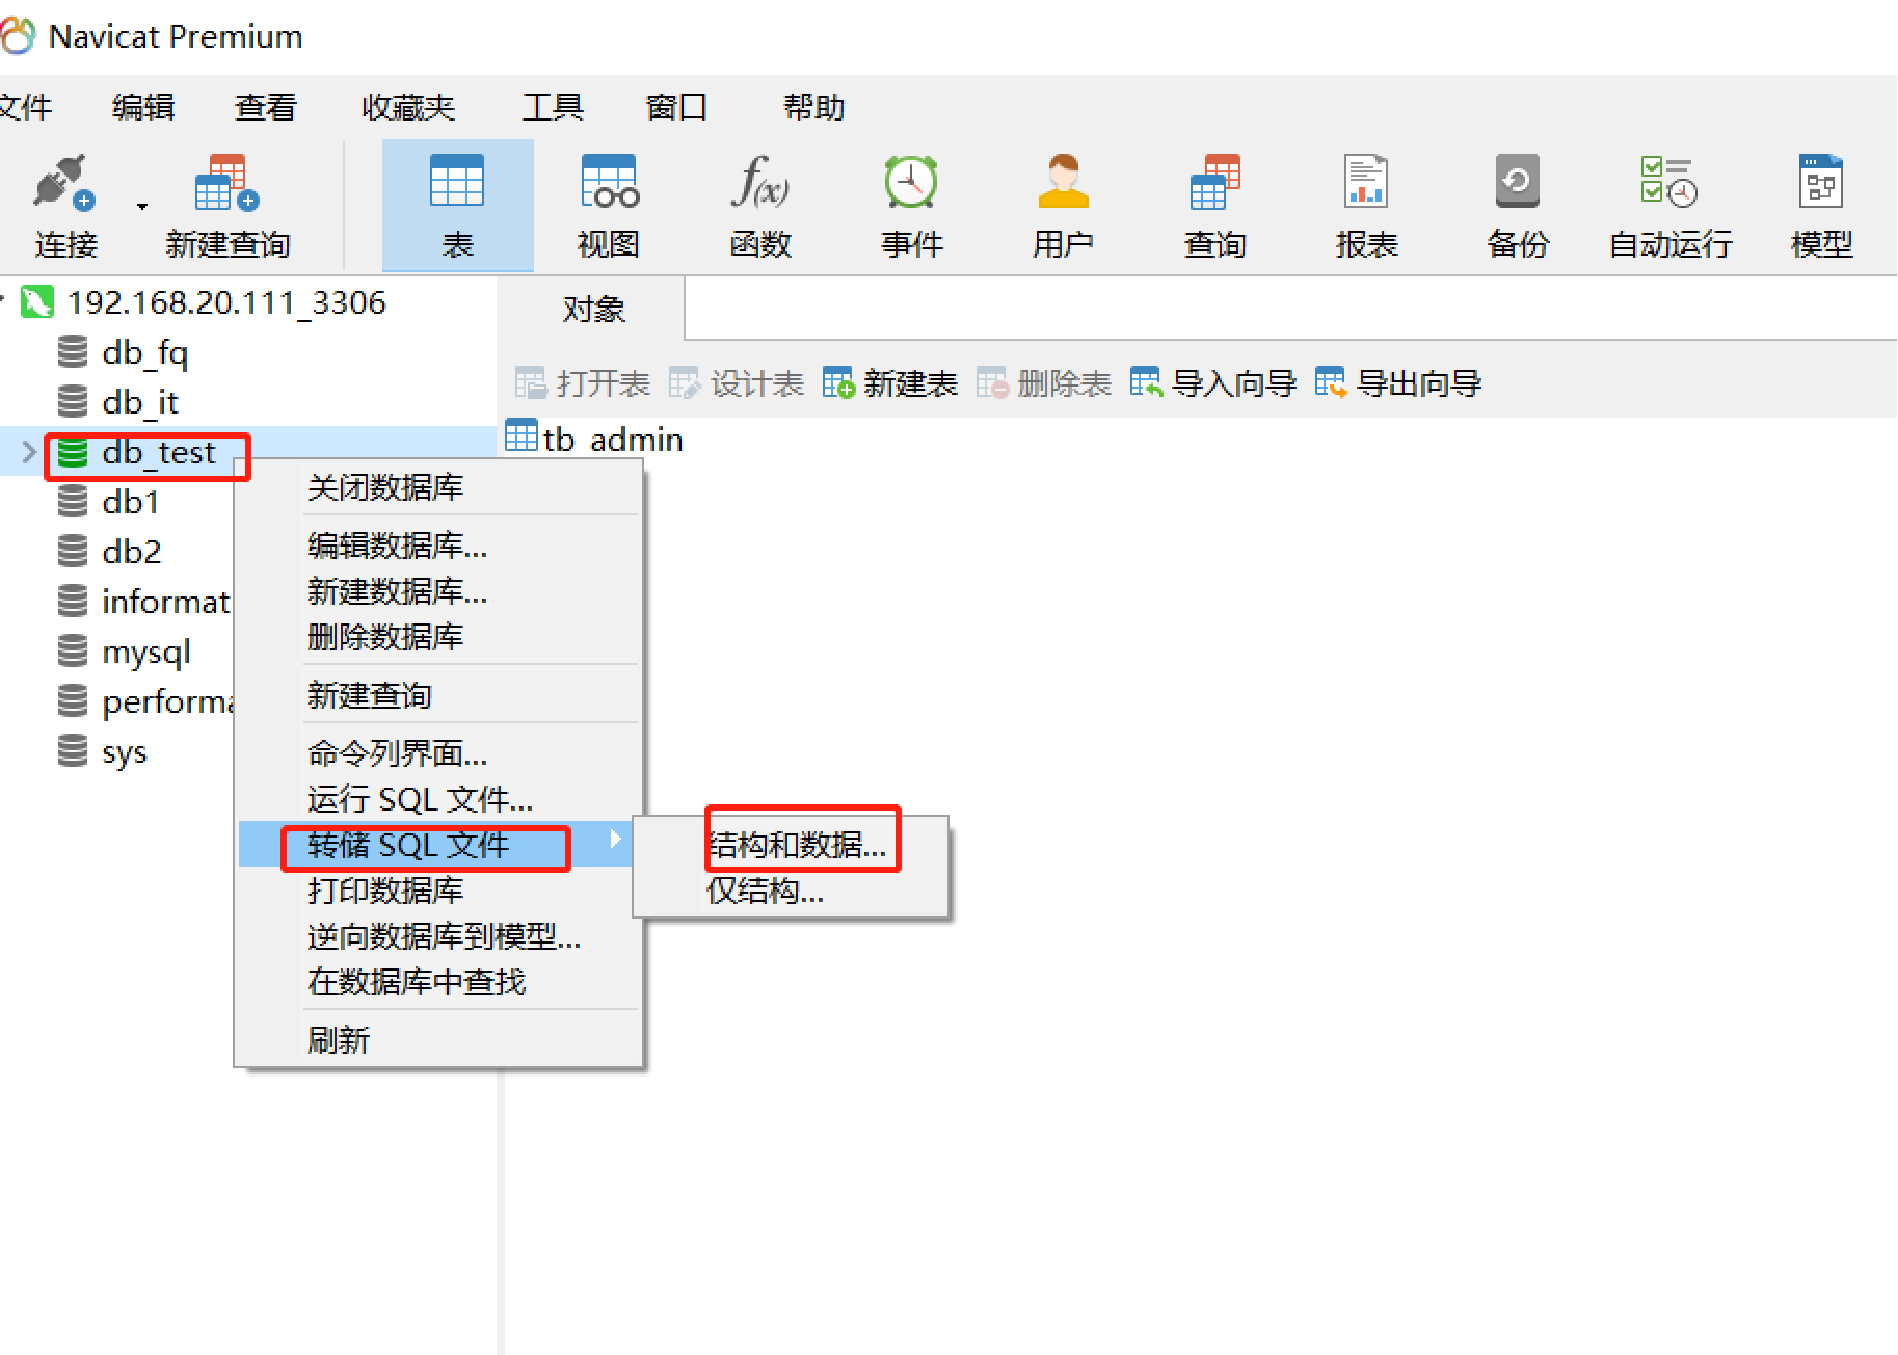 Navicat Premium
文件 编辑 查看 收藏夹 工具 窗口 帮助
连接 新建查询 表 视图 f(x) 函数 事件 用户 查询 报表 备份 自动运行 模型
192.168.20.111_3306
db_fq
db_it
db_test
db1
db2
informat
mysql
performa
sys
对象
打开表 设计表 新建表 删除表 导入向导 导出向导
tb_admin
关闭数据库
编辑数据库...
新建数据库...
删除数据库
新建查询
命令列界面...
运行 SQL 文件...
转储 SQL 文件
打印数据库
逆向数据库到模型...
在数据库中查找
刷新
结构和数据...
仅结构...